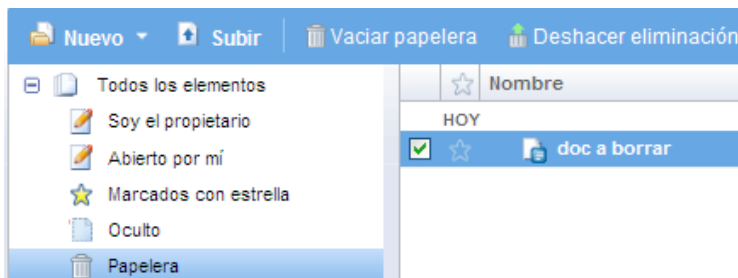 Nuevo Subir Vaciar papelera Deshacer eliminación
Todos los elementos
Soy el propietario
Abierto por mí
Marcados con estrella
Oculto
Papelera
Nombre
HOY
doc a borrar